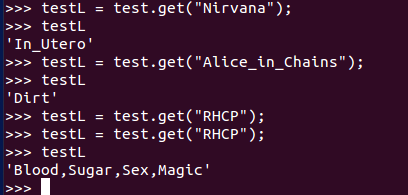 >>> testL = test.get("Nirvana");
>>> testL
'In_Utero'
>>> testL = test.get("Alice_in_Chains");
>>> testL
'Dirt'
>>> testL = test.get("RHCP");
>>> testL = test.get("RHCP");
>>> testL
'Blood,Sugar,Sex,Magic'
>>>